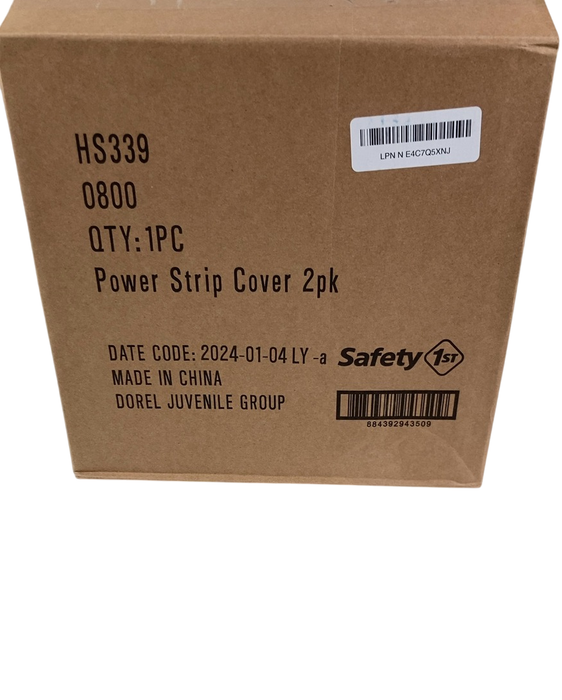 HS339
0800
QTY: 1PC
Power Strip Cover 2pk
LPN N E4C7Q5XNJ
DATE CODE: 2024-01-04 LY -a
MADE IN CHINA
DOREL JUVENILE GROUP
Safety 1ST
884392943509